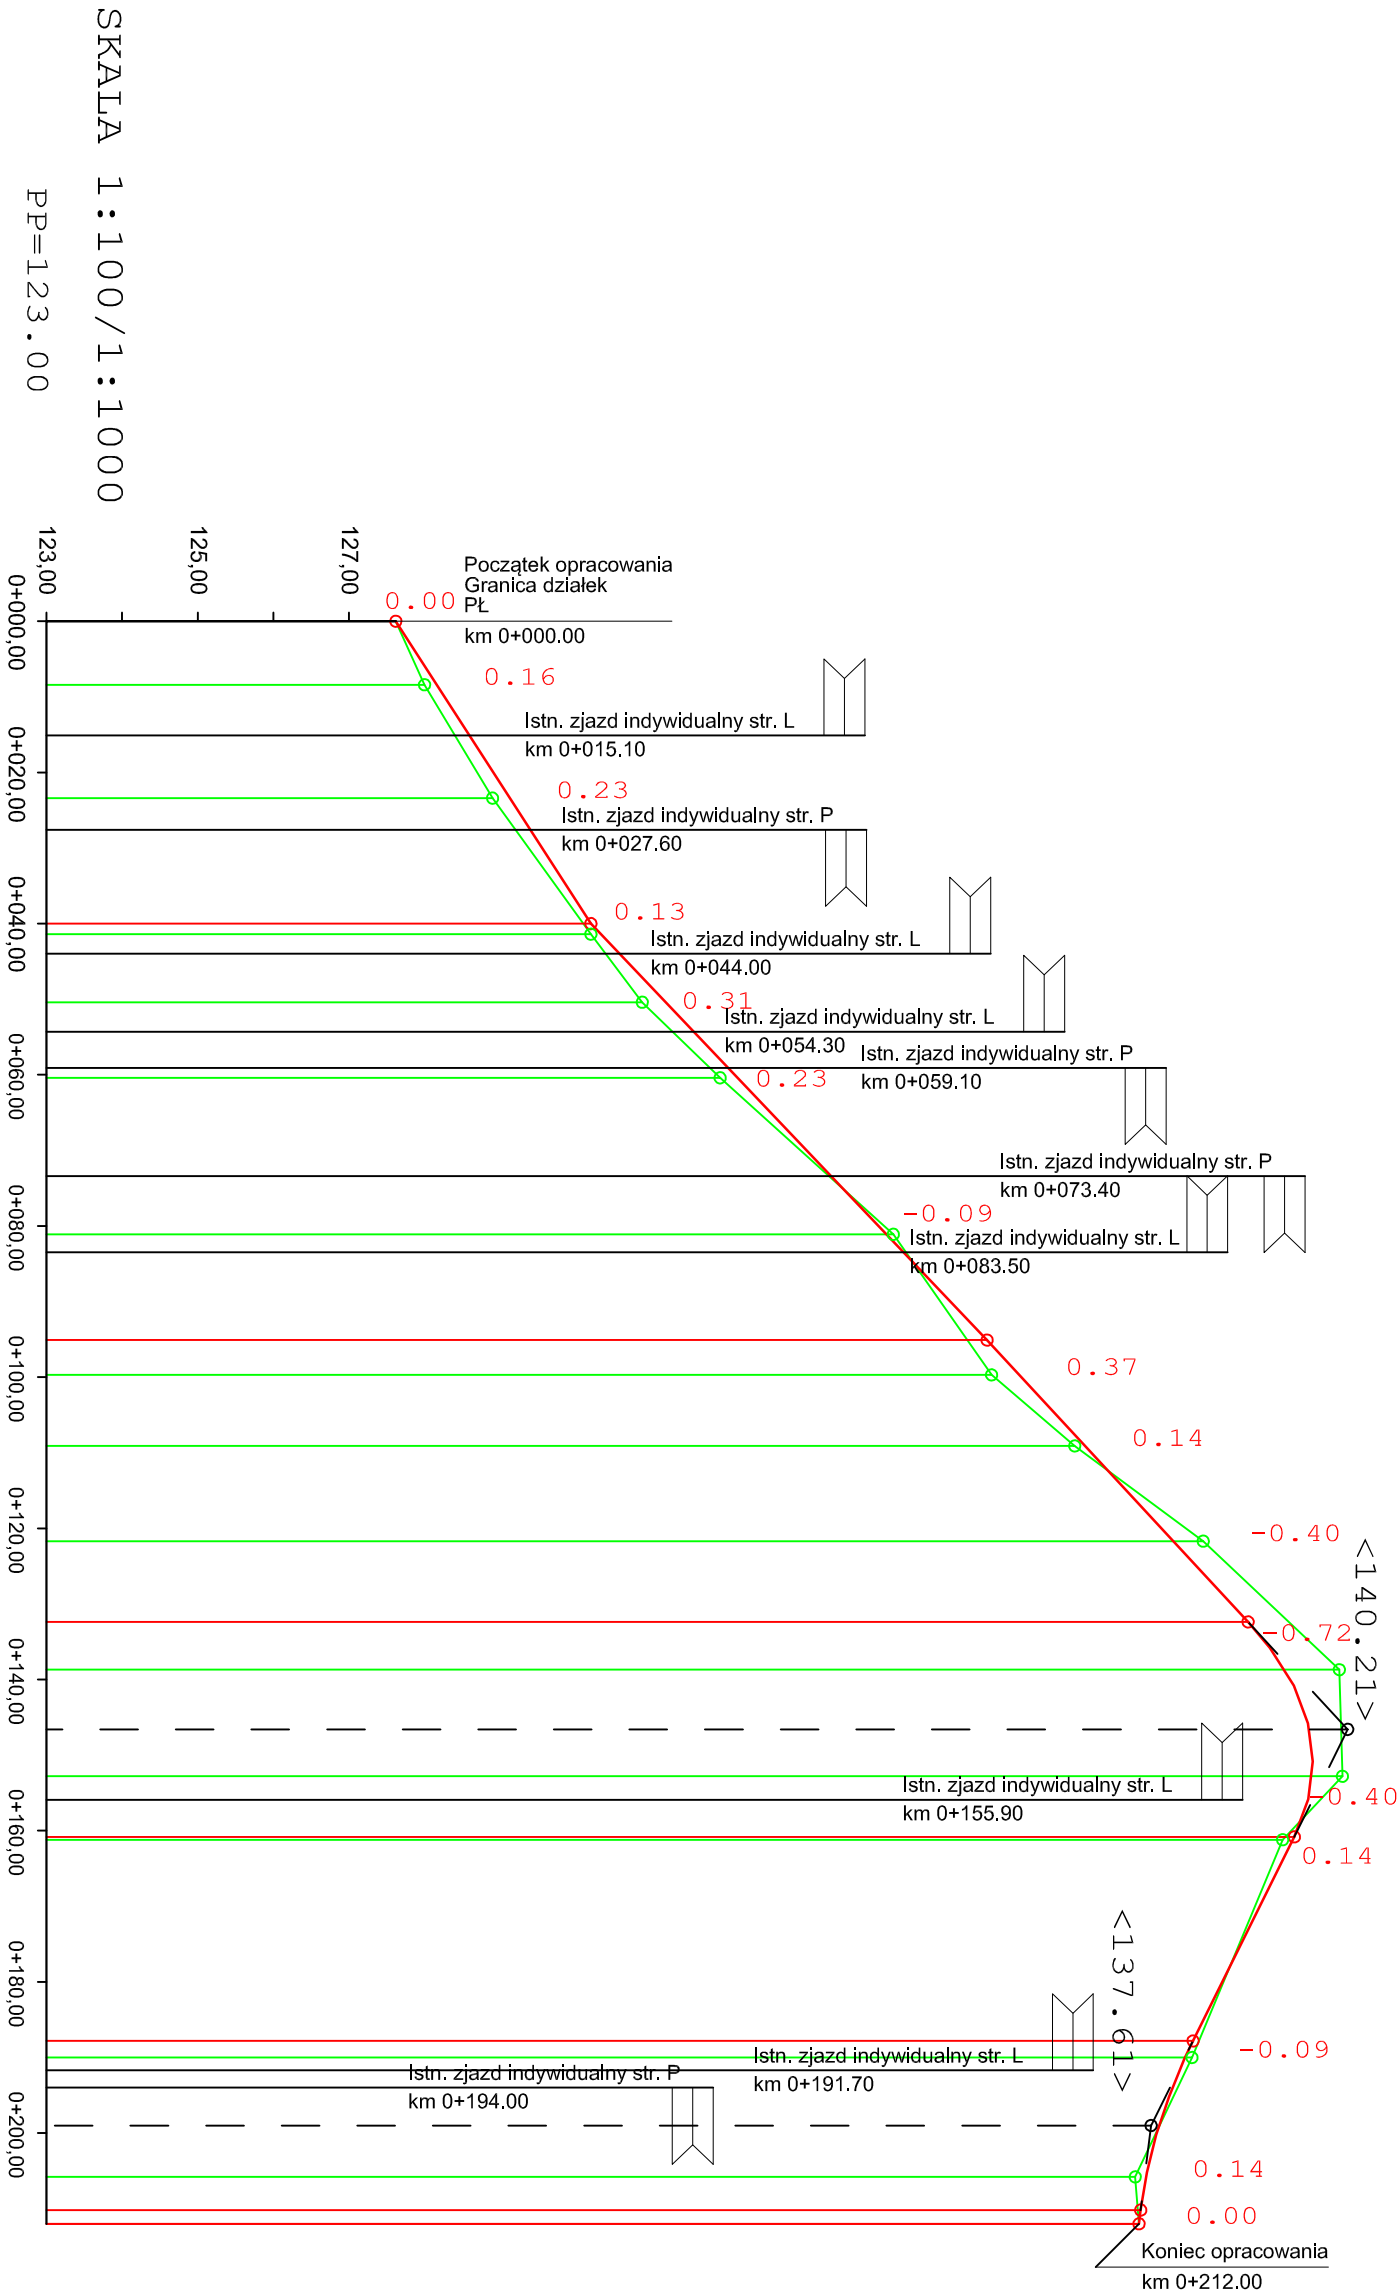 SKALA 1:100/1:1000
PP=123.00
123,00
125,00
127,00
0+000,00
0+020,00
0+040,00
0+060,00
0+080,00
0+100,00
0+120,00
0+140,00
0+160,00
0+180,00
0+200,00
Początek opracowania
Granica działek
PŁ
km 0+000.00
0.00
0.16
Istn. zjazd indywidualny str. L
km 0+015.10
0.23
Istn. zjazd indywidualny str. P
km 0+027.60
0.13
Istn. zjazd indywidualny str. L
km 0+044.00
0.31
Istn. zjazd indywidualny str. L
km 0+054.30
Istn. zjazd indywidualny str. P
km 0+059.10
0.23
Istn. zjazd indywidualny str. P
km 0+073.40
-0.09
Istn. zjazd indywidualny str. L
km 0+083.50
0.37
0.14
-0.40
<140.21>
-0.72
Istn. zjazd indywidualny str. L
km 0+155.90
-0.40
0.14
<137.61>
-0.09
Istn. zjazd indywidualny str. L
km 0+191.70
Istn. zjazd indywidualny str. P
km 0+194.00
0.14
0.00
Koniec opracowania
km 0+212.00